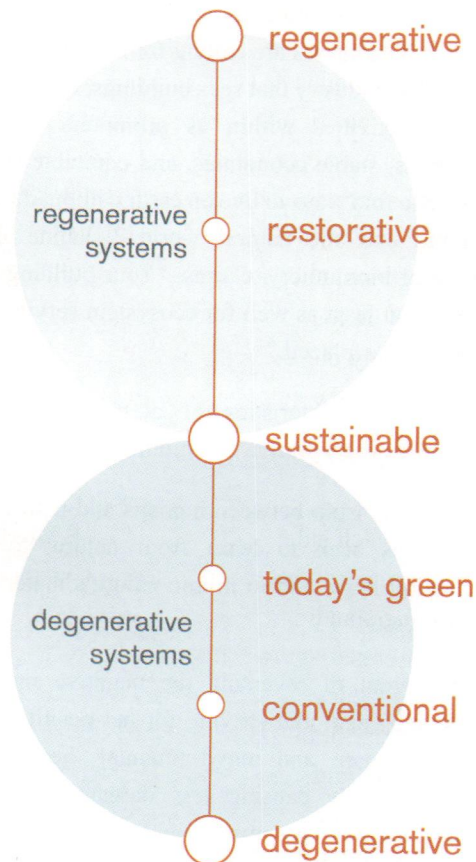 regenerative
regenerative
systems
restorative
sustainable
today's green
degenerative
systems
conventional
degenerative